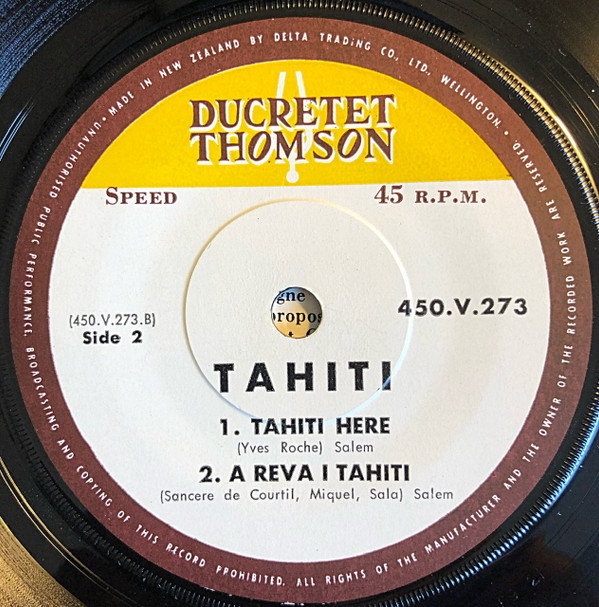 MADE IN NEW ZEALAND BY DELTA TRADING CO., LTD., WELLINGTON. •
ALL RIGHTS OF THE MANUFACTURER AND THE OWNER OF THE RECORDED WORK ARE RESERVED.
UNAUTHORISED PUBLIC PERFORMANCE, BROADCASTING AND COPYING OF THIS RECORD PROHIBITED.
DUCRETET
THOMSON
SPEED 45 R.P.M.
gne
propos
450.V.273
(450.V.273.B)
Side 2
TAHITI
1. TAHITI HERE
(Yves Roche) Salem
2. A REVA I TAHITI
(Sancere de Courtil, Miquel, Sala) Salem